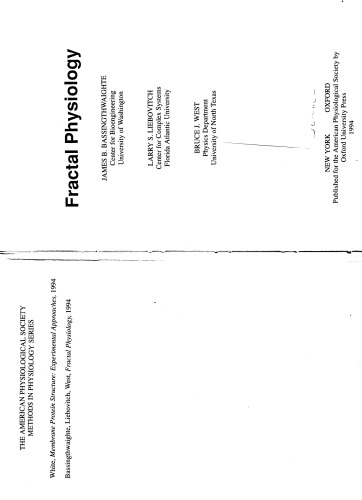 THE AMERICAN PHYSIOLOGICAL SOCIETY
METHODS IN PHYSIOLOGY SERIES
White, Membrane Protein Structure: Experimental Approaches, 1994
Bassingthwaighte, Liebovitch, West, Fractal Physiology, 1994
Fractal Physiology
JAMES B. BASSINGTHWAIGHTE
Center for Bioengineering
University of Washington
LARRY S. LIEBOVITCH
Center for Complex Systems
Florida Atlantic University
BRUCE J. WEST
Physics Department
University of North Texas
NEW YORK OXFORD
Published for the American Physiological Society by
Oxford University Press
1994